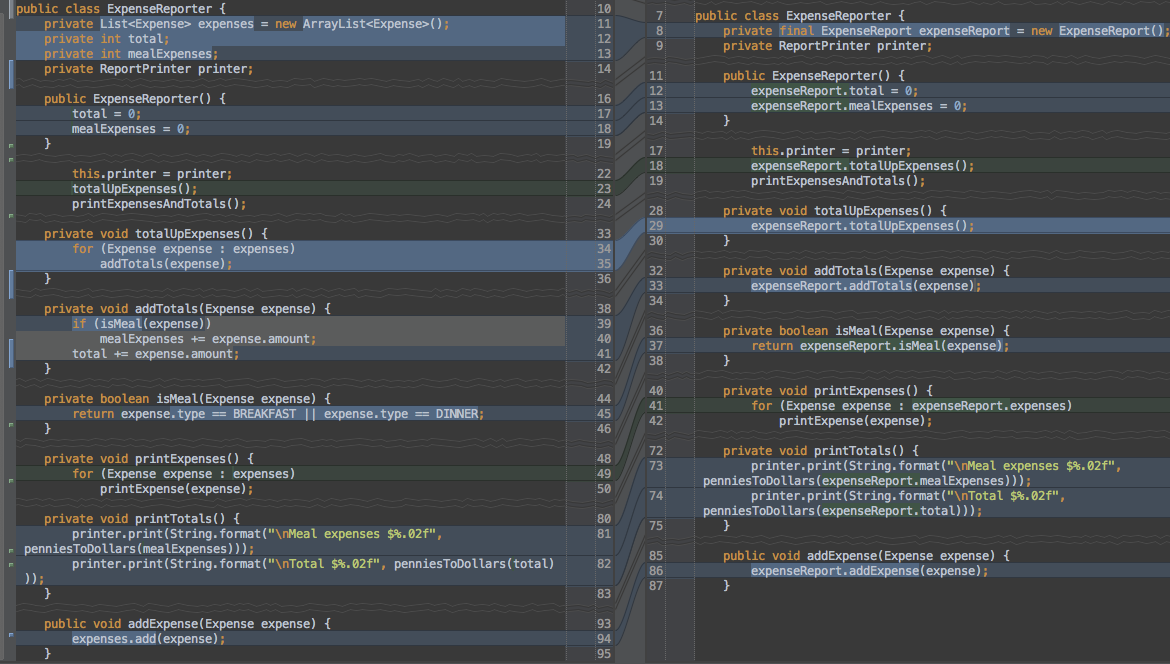 public class ExpenseReporter {
10
private List<Expense> expenses = new ArrayList<Expense>();
11
private int total;
12
private int mealExpenses;
13
private ReportPrinter printer;
14
public ExpenseReporter() {
16
total = 0;
17
mealExpenses = 0;
18
}
19
this.printer = printer;
22
totalUpExpenses();
23
printExpensesAndTotals();
24
private void totalUpExpenses() {
33
for (Expense expense : expenses)
34
addTotals(expense);
35
}
36
private void addTotals(Expense expense) {
38
if (isMeal(expense))
39
mealExpenses += expense.amount;
40
total += expense.amount;
41
}
42
private boolean isMeal(Expense expense) {
44
return expense.type == BREAKFAST || expense.type == DINNER;
45
}
46
private void printExpenses() {
48
for (Expense expense : expenses)
49
printExpense(expense);
50
private void printTotals() {
80
printer.print(String.format("\nMeal expenses $%.02f",
81
penniesToDollars(mealExpenses)));
printer.print(String.format("\nTotal $%.02f", penniesToDollars(total)
82
));
}
83
public void addExpense(Expense expense) {
93
expenses.add(expense);
94
}
95
7
public class ExpenseReporter {
8
private final ExpenseReport expenseReport = new ExpenseReport();
9
private ReportPrinter printer;
11
public ExpenseReporter() {
12
expenseReport.total = 0;
13
expenseReport.mealExpenses = 0;
14
}
17
this.printer = printer;
18
expenseReport.totalUpExpenses();
19
printExpensesAndTotals();
28
private void totalUpExpenses() {
29
expenseReport.totalUpExpenses();
30
}
32
private void addTotals(Expense expense) {
33
expenseReport.addTotals(expense);
34
}
36
private boolean isMeal(Expense expense) {
37
return expenseReport.isMeal(expense);
38
}
40
private void printExpenses() {
41
for (Expense expense : expenseReport.expenses)
42
printExpense(expense);
72
private void printTotals() {
73
printer.print(String.format("\nMeal expenses $%.02f",
penniesToDollars(expenseReport.mealExpenses)));
74
printer.print(String.format("\nTotal $%.02f",
penniesToDollars(expenseReport.total)));
75
}
85
public void addExpense(Expense expense) {
86
expenseReport.addExpense(expense);
87
}